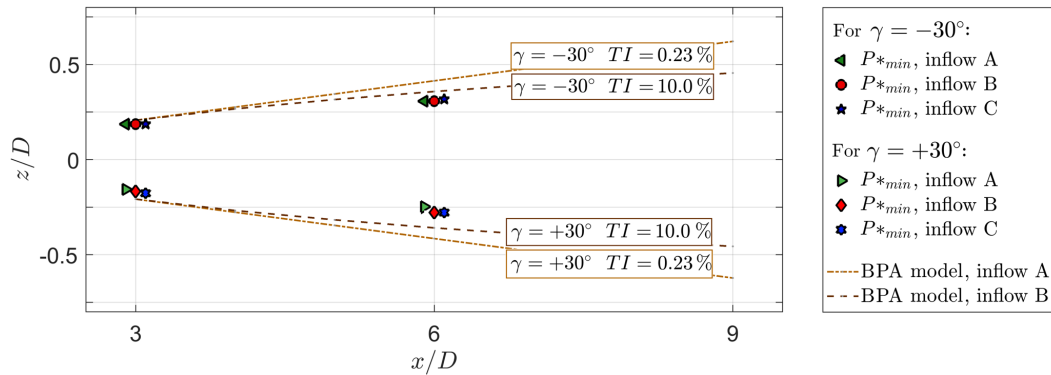 z/D
0.5
0
-0.5
γ = −30° TI = 0.23 %
γ = −30° TI = 10.0 %
γ = +30° TI = 10.0 %
γ = +30° TI = 0.23 %
3
6
9
x/D
For γ = −30°:
P*min, inflow A
P*min, inflow B
P*min, inflow C
For γ = +30°:
P*min, inflow A
P*min, inflow B
P*min, inflow C
BPA model, inflow A
BPA model, inflow B